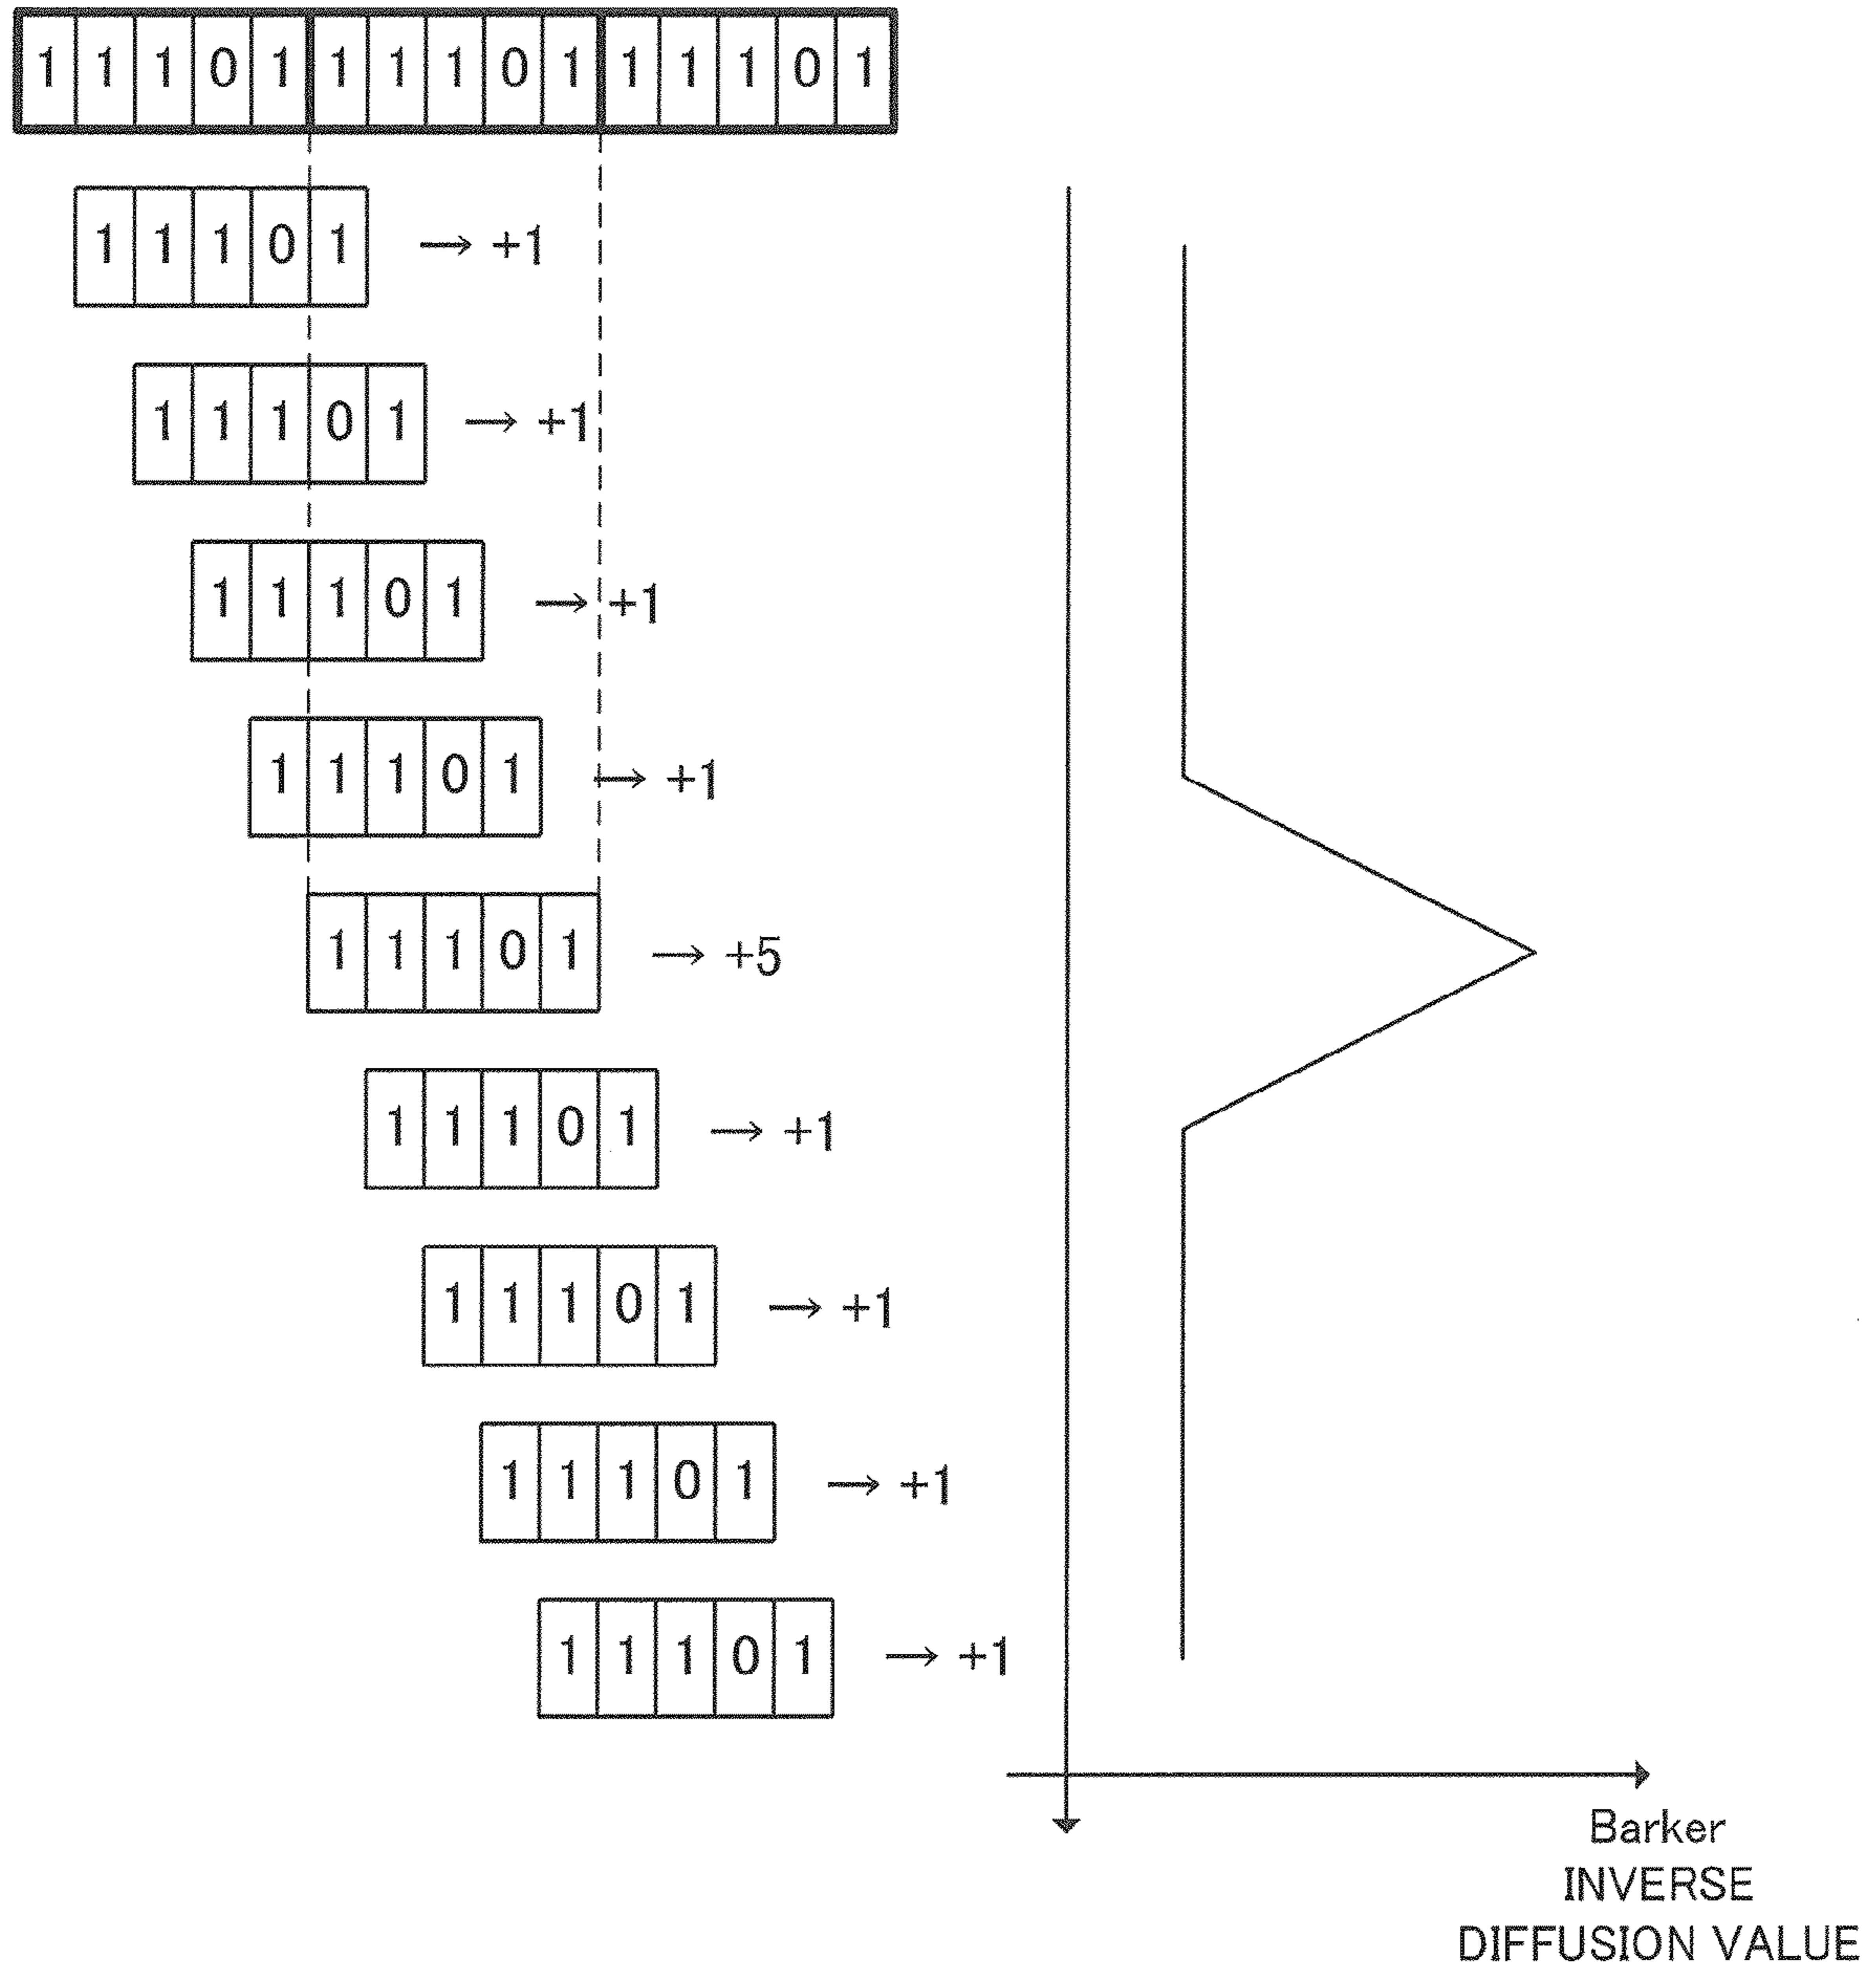 1 1 1 0 1 1 1 1 0 1 1 1 1 0 1
1 1 1 0 1 → +1
1 1 1 0 1 → +1
1 1 1 0 1 → +1
1 1 1 0 1 → +1
1 1 1 0 1 → +5
1 1 1 0 1 → +1
1 1 1 0 1 → +1
1 1 1 0 1 → +1
1 1 1 0 1 → +1
Barker
INVERSE
DIFFUSION VALUE